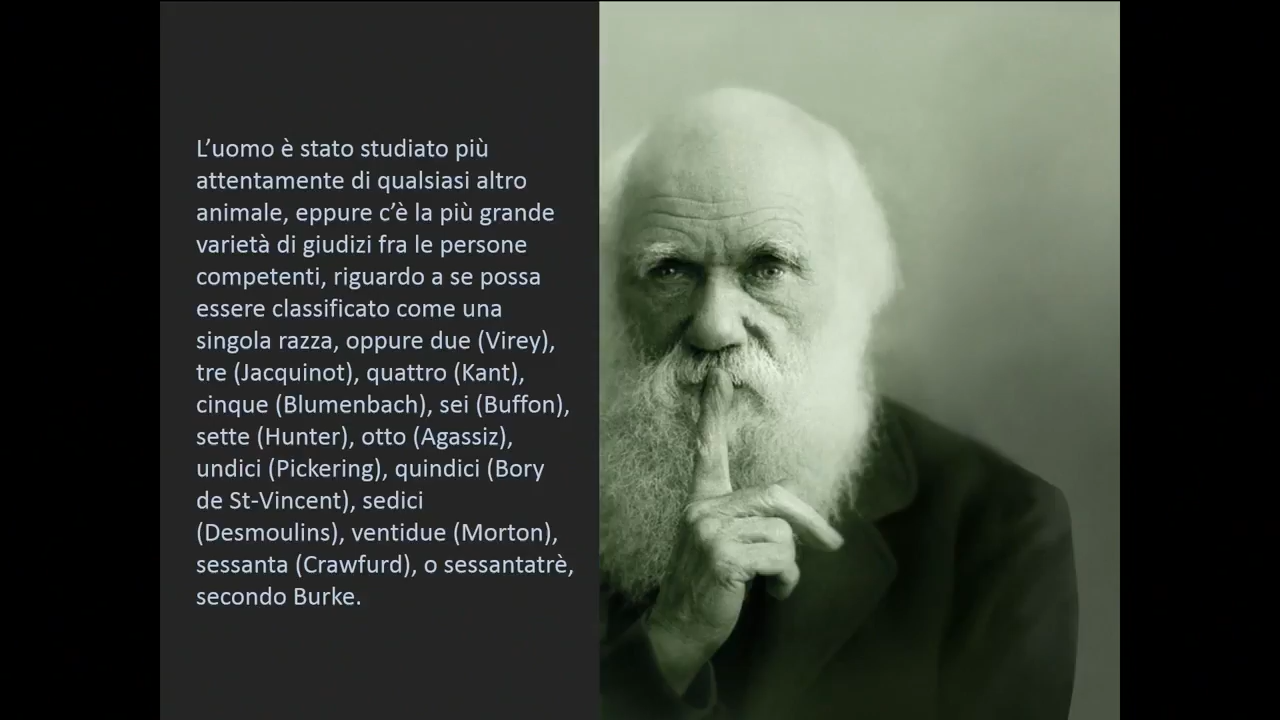 L’uomo è stato studiato più
attentamente di qualsiasi altro
animale, eppure c’è la più grande
varietà di giudizi fra le persone
competenti, riguardo a se possa
essere classificato come una
singola razza, oppure due (Virey),
tre (Jacquinot), quattro (Kant),
cinque (Blumenbach), sei (Buffon),
sette (Hunter), otto (Agassiz),
undici (Pickering), quindici (Bory
de St-Vincent), sedici
(Desmoulins), ventidue (Morton),
sessanta (Crawfurd), o sessantatrè,
secondo Burke.